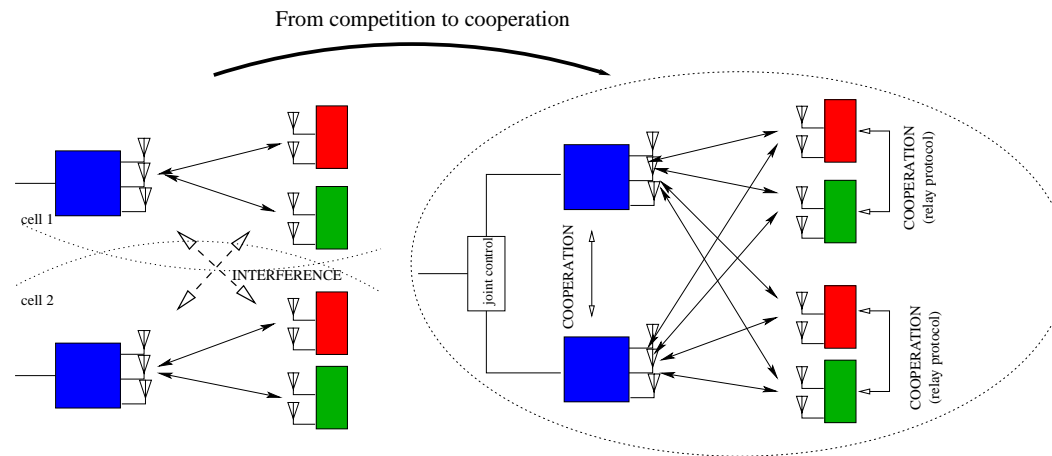 From competition to cooperation
cell 1
INTERFERENCE
cell 2
joint control
COOPERATION
COOPERATION
(relay protocol)
COOPERATION
(relay protocol)